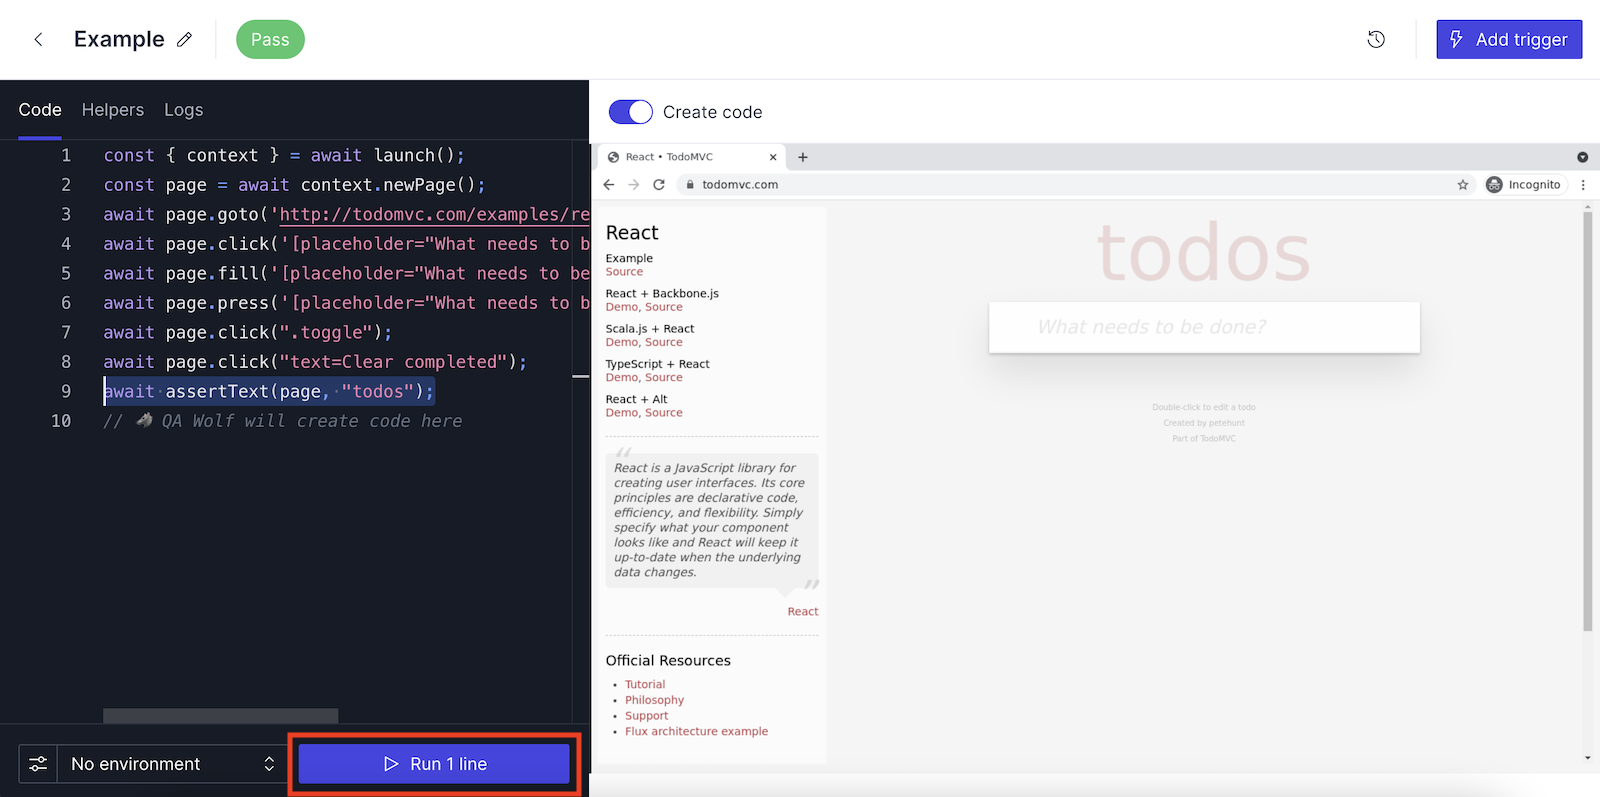 Example
Pass
Add trigger
Code Helpers Logs
Create code
1 const { context } = await launch();
2 const page = await context.newPage();
3 await page.goto('http://todomvc.com/examples/re
4 await page.click('[placeholder="What needs to b
5 await page.fill('[placeholder="What needs to be
6 await page.press('[placeholder="What needs to b
7 await page.click(".toggle");
8 await page.click("text=Clear completed");
9 await assertText(page, "todos");
10 // 🐺 QA Wolf will create code here
No environment
Run 1 line
React • TodoMVC
todomvc.com
Incognito
React
Example
Source
React + Backbone.js
Demo, Source
Scala.js + React
Demo, Source
TypeScript + React
Demo, Source
React + Alt
Demo, Source
“
React is a JavaScript library for
creating user interfaces. Its core
principles are declarative code,
efficiency, and flexibility. Simply
specify what your component
looks like and React will keep it
up-to-date when the underlying
data changes.
”
React
Official Resources
• Tutorial
• Philosophy
• Support
• Flux architecture example
todos
What needs to be done?
Double-click to edit a todo
Created by petehunt
Part of TodoMVC